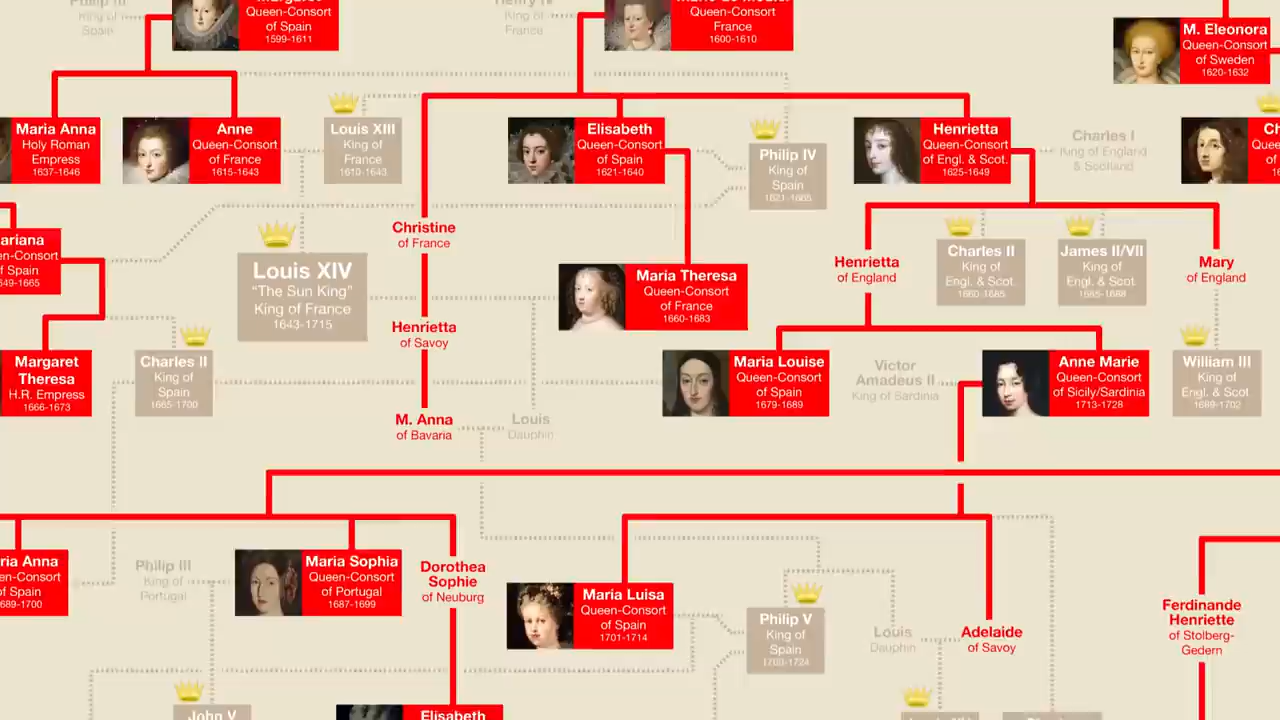 Philip III
King of
Spain
Margaret
Queen-Consort
of Spain
1599-1611
Henry IV
King of
France
Marie de Medici
Queen-Consort
France
1600-1610
M. Eleonora
Queen-Consort
of Sweden
1620-1632
Maria Anna
Holy Roman
Empress
1637-1646
Anne
Queen-Consort
of France
1615-1643
Louis XIII
King of
France
1610-1643
Elisabeth
Queen-Consort
of Spain
1621-1640
Philip IV
King of
Spain
1621-1665
Henrietta
Queen-Consort
of Engl. & Scot.
1625-1649
Charles I
King of England
& Scotland
Christine
of France
ariana
en-Consort
f Spain
649-1665
Louis XIV
"The Sun King"
King of France
1643-1715
Maria Theresa
Queen-Consort
of France
1660-1683
Henrietta
of England
Charles II
King of
Engl. & Scot.
1660-1685
James II/VII
King of
Engl. & Scot.
1685-1688
Mary
of England
Henrietta
of Savoy
Margaret
Theresa
H.R. Empress
1666-1673
Charles II
King of
Spain
1665-1700
Maria Louise
Queen-Consort
of Spain
1679-1689
Victor
Amadeus II
King of Sardinia
Anne Marie
Queen-Consort
of Sicily/Sardinia
1713-1728
William III
King of
Engl. & Scot.
1689-1702
M. Anna
of Bavaria
Louis
Dauphin
ria Anna
en-Consort
f Spain
689-1700
Philip III
King of
Portugal
Maria Sophia
Queen-Consort
of Portugal
1687-1699
Dorothea
Sophie
of Neuburg
Maria Luisa
Queen-Consort
of Spain
1701-1714
Philip V
King of
Spain
1700-1724
Louis
Dauphin
Adelaide
of Savoy
Ferdinande
Henriette
of Stolberg-
Gedern
John V
Elisabeth